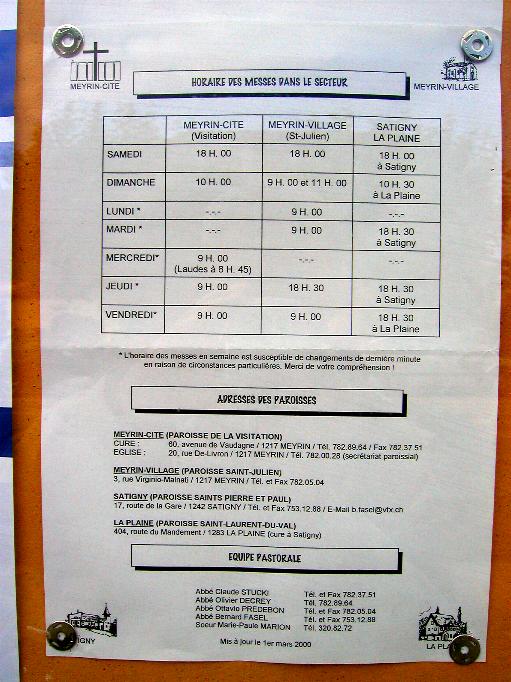 MEYRIN-CITE
HORAIRE DES MESSES DANS LE SECTEUR
MEYRIN-VILLAGE
MEYRIN-CITE (Visitation) MEYRIN-VILLAGE (St-Julien) SATIGNY LA PLAINE
SAMEDI 18 H. 00 18 H. 00 18 H. 00 à Satigny
DIMANCHE 10 H. 00 9 H. 00 et 11 H. 00 10 H. 30 à La Plaine
LUNDI * -.-.- 9 H. 00 -.-.-
MARDI * -.-.- 9 H. 00 18 H. 30 à Satigny
MERCREDI* 9 H. 00 (Laudes à 8 H. 45) -.-.- -.-.-
JEUDI * 9 H. 00 18 H. 30 18 H. 30 à Satigny
VENDREDI* 9 H. 00 9 H. 00 18 H. 30 à La Plaine
* L'horaire des messes en semaine est susceptible de changements de dernière minute
en raison de circonstances particulières. Merci de votre compréhension !
ADRESSES DES PAROISSES
MEYRIN-CITE (PAROISSE DE LA VISITATION)
CURE : 60, avenue de Vaudagne / 1217 MEYRIN / Tél. 782.89.64 / Fax 782.37.51
EGLISE : 20, rue De-Livron / 1217 MEYRIN / Tél. 782.00.28 (secrétariat paroissial)
MEYRIN-VILLAGE (PAROISSE SAINT-JULIEN)
3, rue Virginio-Malnati / 1217 MEYRIN / Tél. et Fax 782.05.04
SATIGNY (PAROISSE SAINTS PIERRE ET PAUL)
17, route de la Gare / 1242 SATIGNY / Tél. et Fax 753.12.88 / E-Mail b.fasel@vtx.ch
LA PLAINE (PAROISSE SAINT-LAURENT-DU-VAL)
404, route du Mandement / 1283 LA PLAINE (cure à Satigny)
EQUIPE PASTORALE
Abbé Claude STUCKI Tél. et Fax 782.37.51
Abbé Olivier DECREY Tél. 782.89.64
Abbé Ottavio PREDEBON Tél. et Fax 782.05.04
Abbé Bernard FASEL Tél. et Fax 753.12.88
Soeur Marie-Paule MARION Tél. 320.82.72
Mis à jour le 1er mars 2000